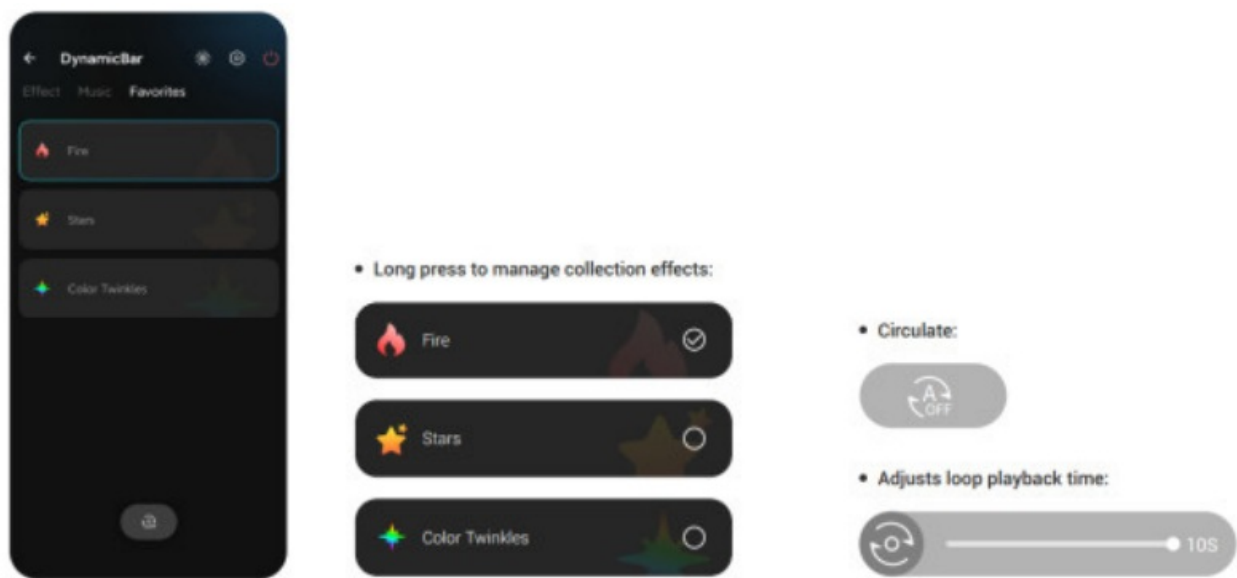 DynamicBar
Effect Music Favorites
Fire
Stars
Color Twinkles
• Long press to manage collection effects:
Fire
Stars
Color Twinkles
• Circulate:
A
OFF
• Adjusts loop playback time:
10S